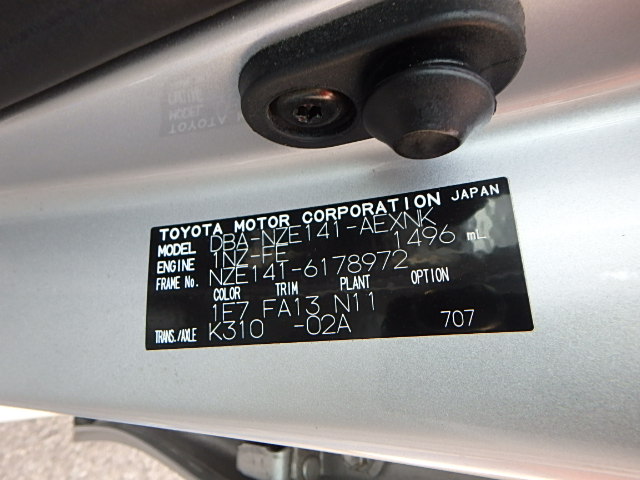 TOYOTA MOTOR CORPORATION JAPAN
MODEL DBA-NZE141-AEXNK
ENGINE 1NZ-FE 1496 mL
FRAME No. NZE141-6178972
COLOR TRIM PLANT OPTION
1E7 FA13 N11
TRANS./AXLE K310 -02A 707